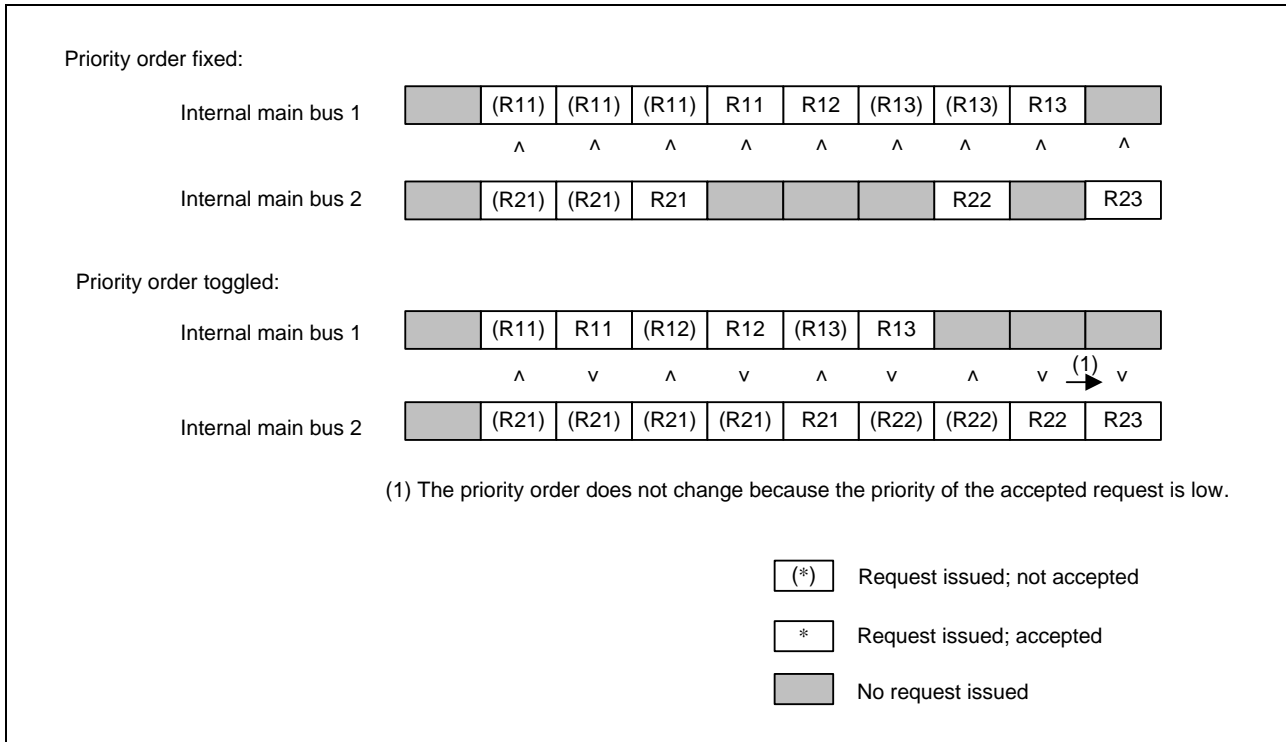 Priority order fixed:
Internal main bus 1 (R11) (R11) (R11) R11 R12 (R13) (R13) R13
^ ^ ^ ^ ^ ^ ^ ^ ^
Internal main bus 2 (R21) (R21) R21 R22 R23
Priority order toggled:
Internal main bus 1 (R11) R11 (R12) R12 (R13) R13
^ v ^ v ^ v ^ v (1) v
Internal main bus 2 (R21) (R21) (R21) (R21) R21 (R22) (R22) R22 R23
(1) The priority order does not change because the priority of the accepted request is low.
(*) Request issued; not accepted
* Request issued; accepted
No request issued